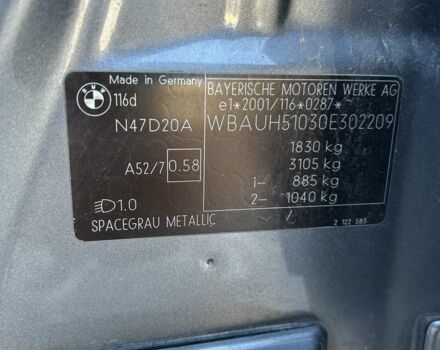 Made in Germany
BMW
116d
BAYERISCHE MOTOREN WERKE AG
e1*2001/116*0287*
N47D20A
WBAUH51030E302209
1830 kg
A52/7 0.58
3105 kg
1- 885 kg
2- 1040 kg
1.0
SPACEGRAU METALLIC
/
2 122 583